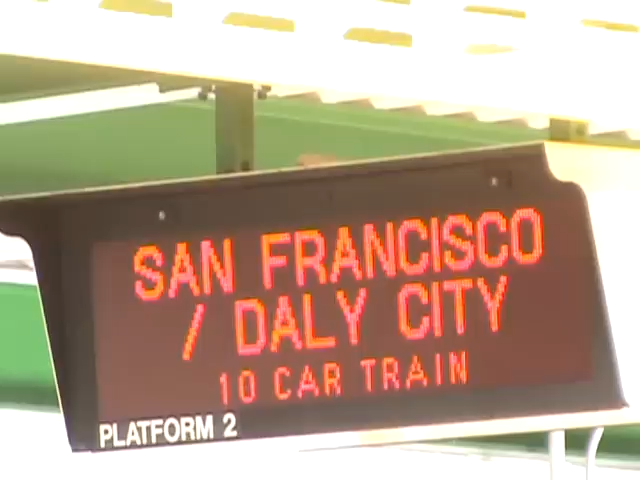 SAN FRANCISCO
/ DALY CITY
10 CAR TRAIN
PLATFORM 2